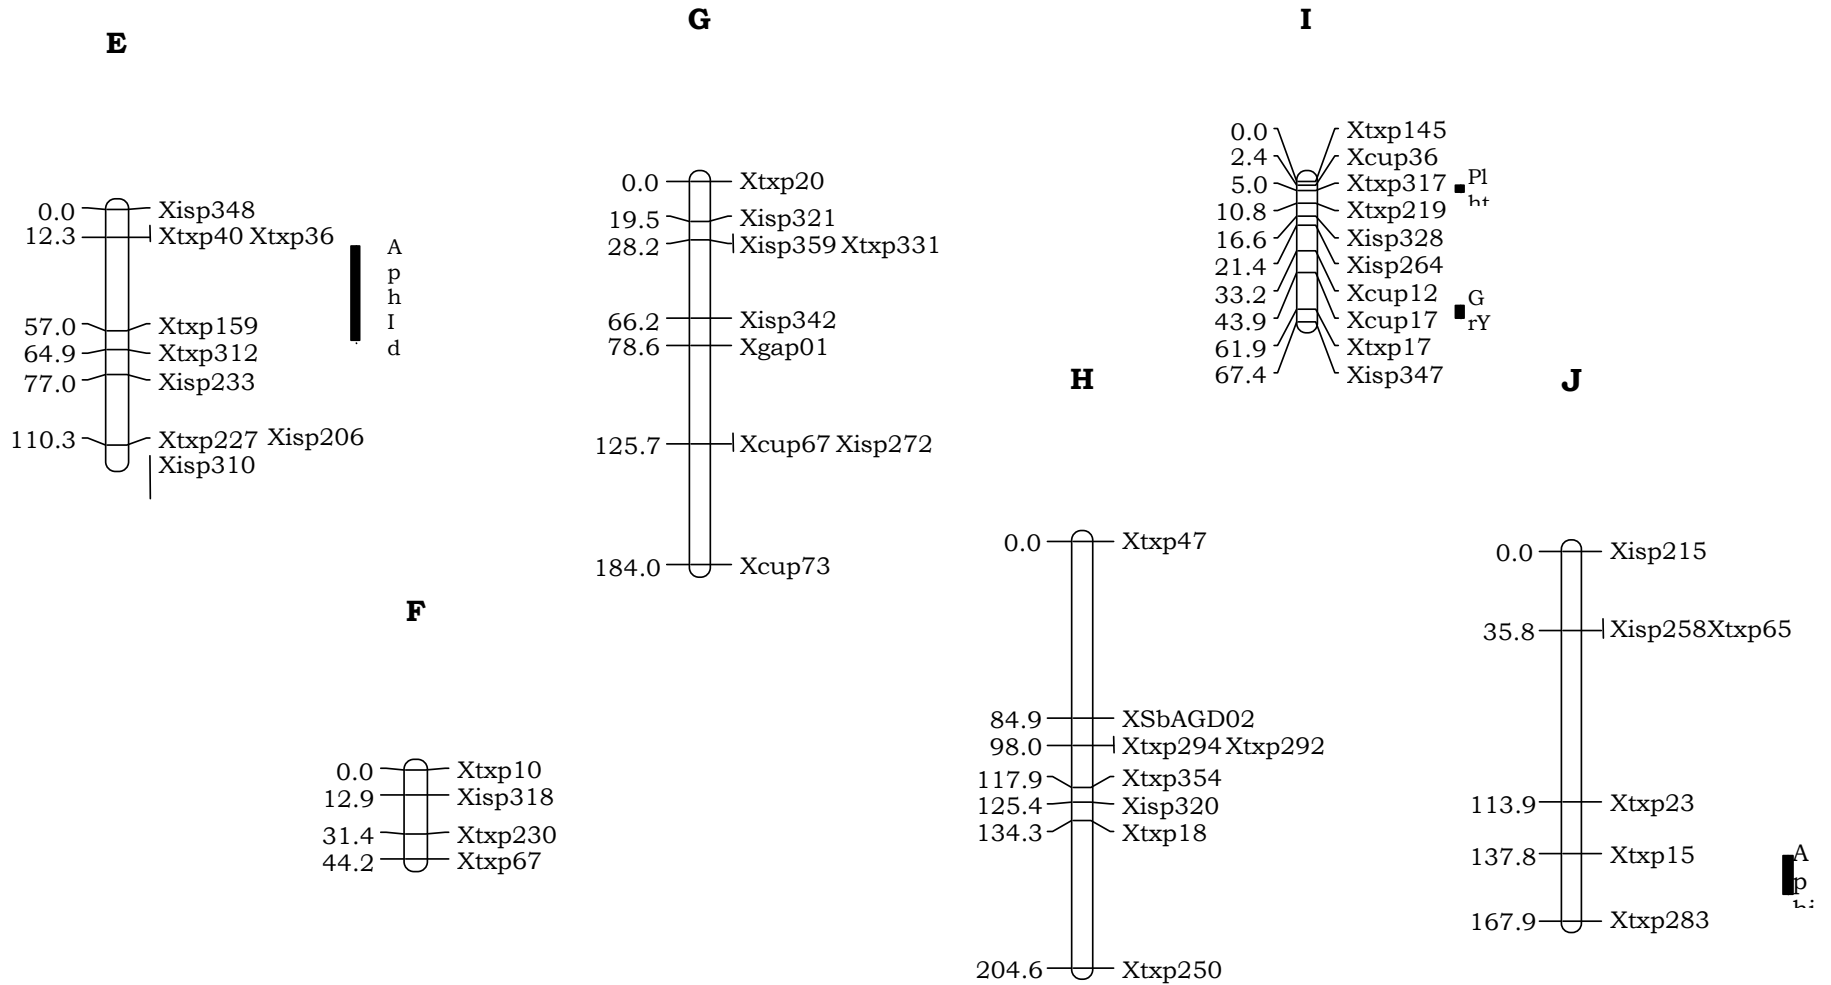 E
0.0 Xisp348
12.3 Xtxp40 Xtxp36
57.0 Xtxp159
64.9 Xtxp312
77.0 Xisp233
110.3 Xtxp227 Xisp206
Xisp310
A
p
h
I
d
F
0.0 Xtxp10
12.9 Xisp318
31.4 Xtxp230
44.2 Xtxp67
G
0.0 Xtxp20
19.5 Xisp321
28.2 Xisp359 Xtxp331
66.2 Xisp342
78.6 Xgap01
125.7 Xcup67 Xisp272
184.0 Xcup73
H
0.0 Xtxp47
84.9 XSbAGD02
98.0 Xtxp294 Xtxp292
117.9 Xtxp354
125.4 Xisp320
134.3 Xtxp18
204.6 Xtxp250
I
0.0 Xtxp145
2.4 Xcup36
5.0 Xtxp317
10.8 Xtxp219
16.6 Xisp328
21.4 Xisp264
33.2 Xcup12
43.9 Xcup17
61.9 Xtxp17
67.4 Xisp347
Pl
ht
G
rY
J
0.0 Xisp215
35.8 Xisp258Xtxp65
113.9 Xtxp23
137.8 Xtxp15
167.9 Xtxp283
A
p
hi